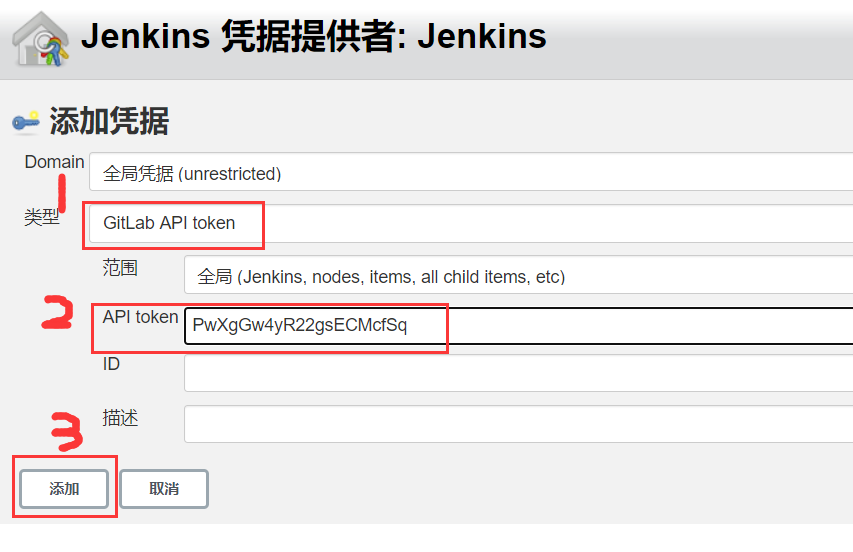 Jenkins 凭据提供者: Jenkins
添加凭据
Domain
全局凭据 (unrestricted)
1
类型
GitLab API token
范围
全局 (Jenkins, nodes, items, all child items, etc)
2
API token
PwXgGw4yR22gsECMcfSq
ID
描述
3
添加
取消